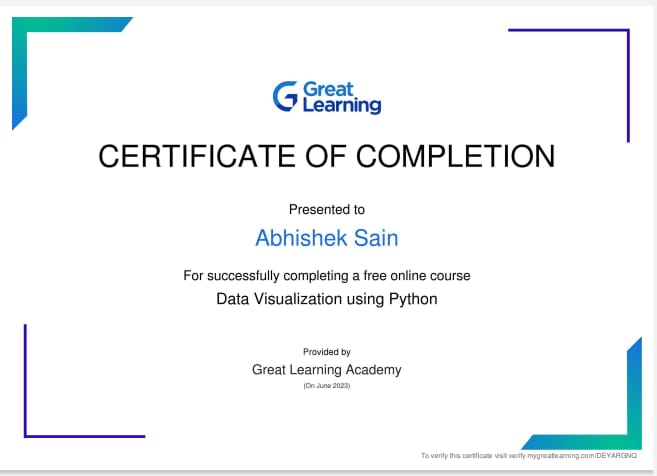 Great
Learning
CERTIFICATE OF COMPLETION
Presented to
Abhishek Sain
For successfully completing a free online course
Data Visualization using Python
Provided by
Great Learning Academy
(On June 2023)
To verify this certificate visit verify.mygreatlearning.com/DEYARGNQ